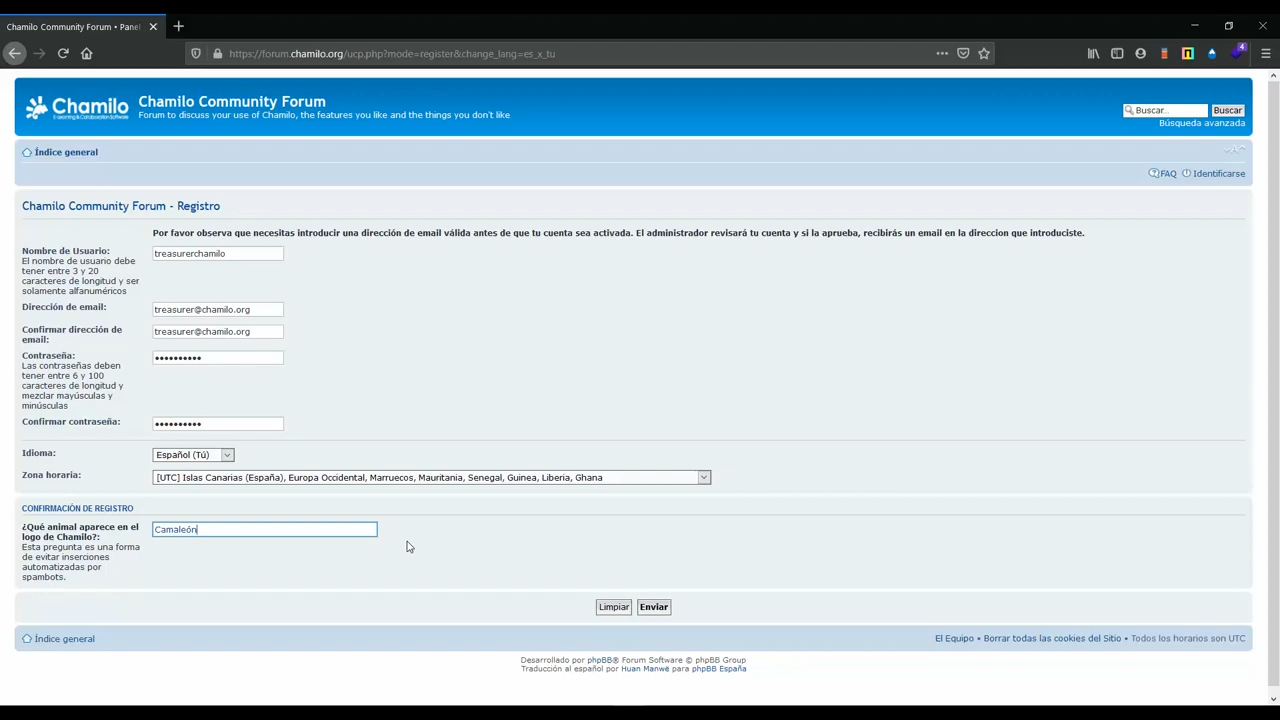 Chamilo Community Forum • Panel
https://forum.chamilo.org/ucp.php?mode=register&change_lang=es_x_tu
4
Chamilo
E-Learning & Collaboration Software
Chamilo Community Forum
Forum to discuss your use of Chamilo, the features you like and the things you don't like
Buscar...
Buscar
Búsqueda avanzada
Índice general
FAQ
Identificarse
Chamilo Community Forum - Registro
Por favor observa que necesitas introducir una dirección de email válida antes de que tu cuenta sea activada. El administrador revisará tu cuenta y si la aprueba, recibirás un email en la direccion que introduciste.
Nombre de Usuario:
treasurerchamilo
El nombre de usuario debe
tener entre 3 y 20
caracteres de longitud y ser
solamente alfanuméricos
Dirección de email:
treasurer@chamilo.org
Confirmar dirección de
email:
treasurer@chamilo.org
Contraseña:
••••••••••
Las contraseñas deben
tener entre 6 y 100
caracteres de longitud y
mezclar mayúsculas y
minúsculas
Confirmar contraseña:
••••••••••
Idioma:
Español (Tú)
Zona horaria:
[UTC] Islas Canarias (España), Europa Occidental, Marruecos, Mauritania, Senegal, Guinea, Liberia, Ghana
CONFIRMACIÓN DE REGISTRO
¿Qué animal aparece en el
logo de Chamilo?:
Camaleón
Esta pregunta es una forma
de evitar inserciones
automatizadas por
spambots.
Limpiar
Enviar
Índice general
El Equipo • Borrar todas las cookies del Sitio • Todos los horarios son UTC
Desarrollado por phpBB® Forum Software © phpBB Group
Traducción al español por Huan Manwë para phpBB España